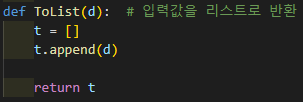 def ToList(d):  # 입력값을 리스트로 반환
    t = []
    t.append(d)

    return t